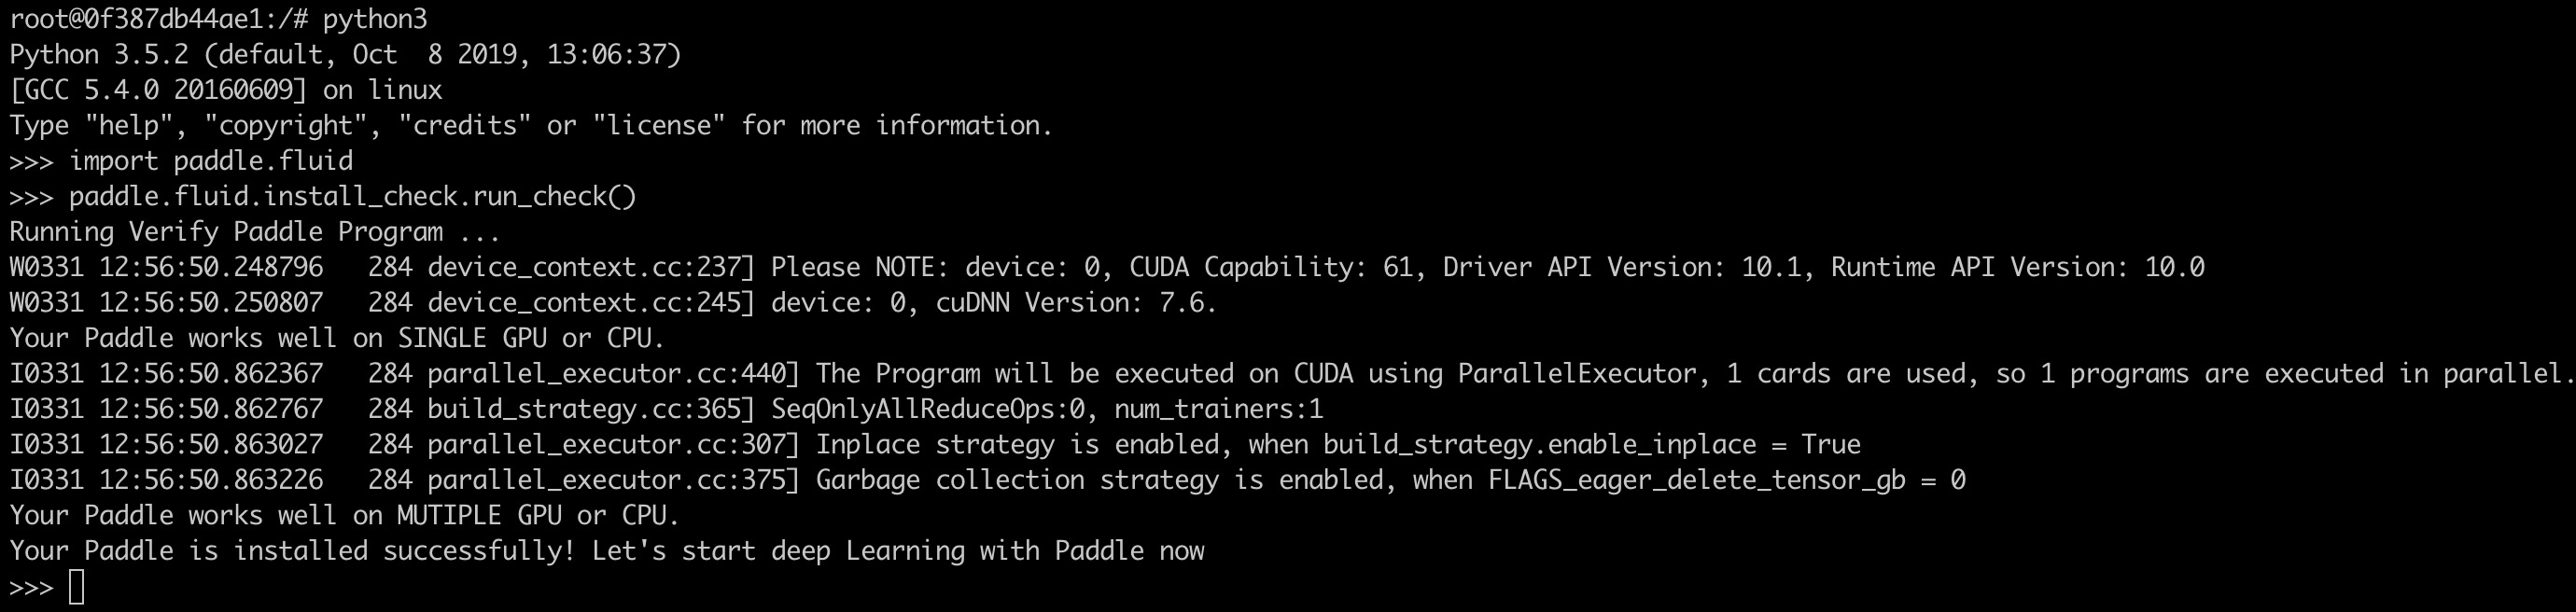 root@0f387db44ae1:/# python3
Python 3.5.2 (default, Oct  8 2019, 13:06:37)
[GCC 5.4.0 20160609] on linux
Type "help", "copyright", "credits" or "license" for more information.
>>> import paddle.fluid
>>> paddle.fluid.install_check.run_check()
Running Verify Paddle Program ...
W0331 12:56:50.248796   284 device_context.cc:237] Please NOTE: device: 0, CUDA Capability: 61, Driver API Version: 10.1, Runtime API Version: 10.0
W0331 12:56:50.250807   284 device_context.cc:245] device: 0, cuDNN Version: 7.6.
Your Paddle works well on SINGLE GPU or CPU.
I0331 12:56:50.862367   284 parallel_executor.cc:440] The Program will be executed on CUDA using ParallelExecutor, 1 cards are used, so 1 programs are executed in parallel.
I0331 12:56:50.862767   284 build_strategy.cc:365] SeqOnlyAllReduceOps:0, num_trainers:1
I0331 12:56:50.863027   284 parallel_executor.cc:307] Inplace strategy is enabled, when build_strategy.enable_inplace = True
I0331 12:56:50.863226   284 parallel_executor.cc:375] Garbage collection strategy is enabled, when FLAGS_eager_delete_tensor_gb = 0
Your Paddle works well on MUTIPLE GPU or CPU.
Your Paddle is installed successfully! Let's start deep Learning with Paddle now
>>>